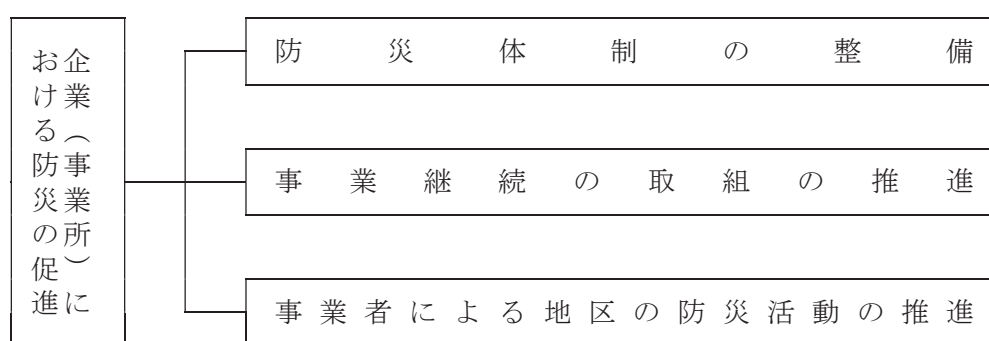 企業（事業所）に
おける防災の促進
防災体制の整備
事業継続の取組の推進
事業者による地区の防災活動の推進